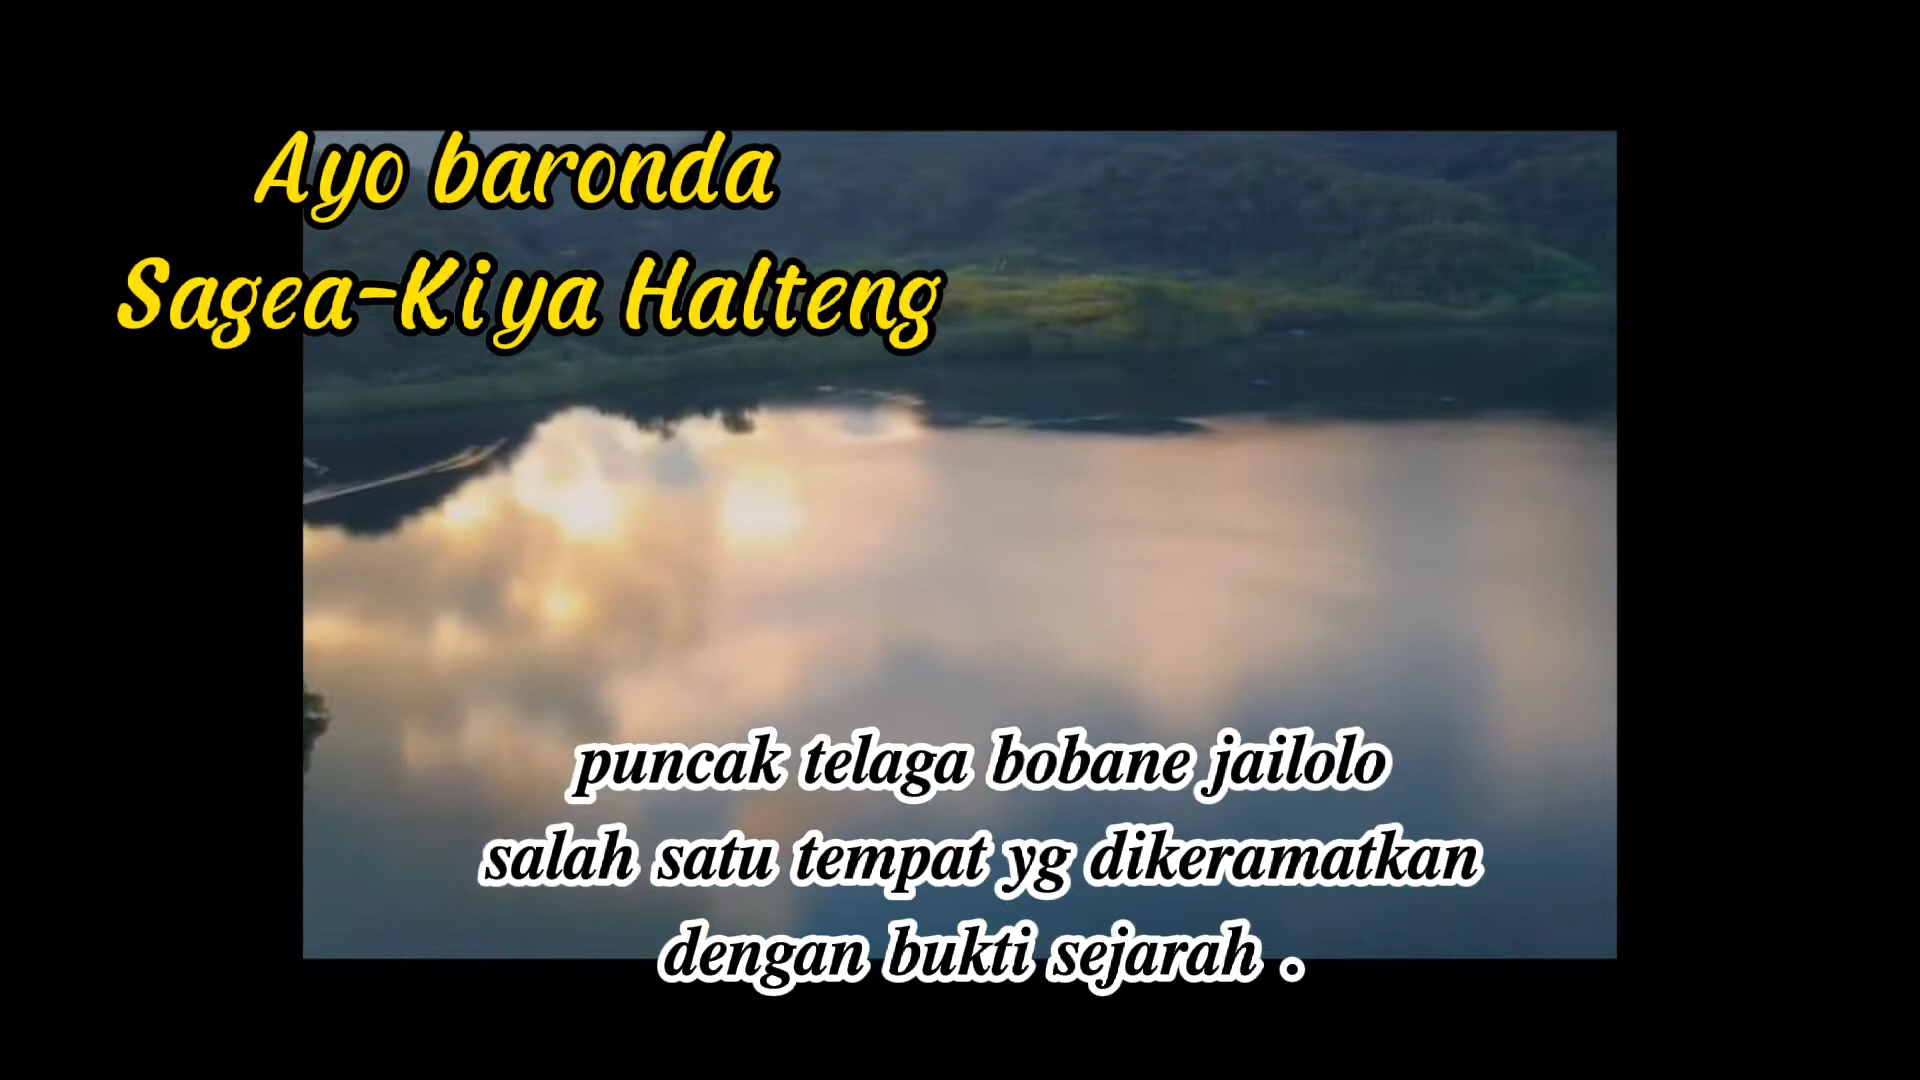 Ayo baronda
Sagea-Kiya Halteng
puncak telaga bobane jailolo
salah satu tempat yg dikeramatkan
dengan bukti sejarah .